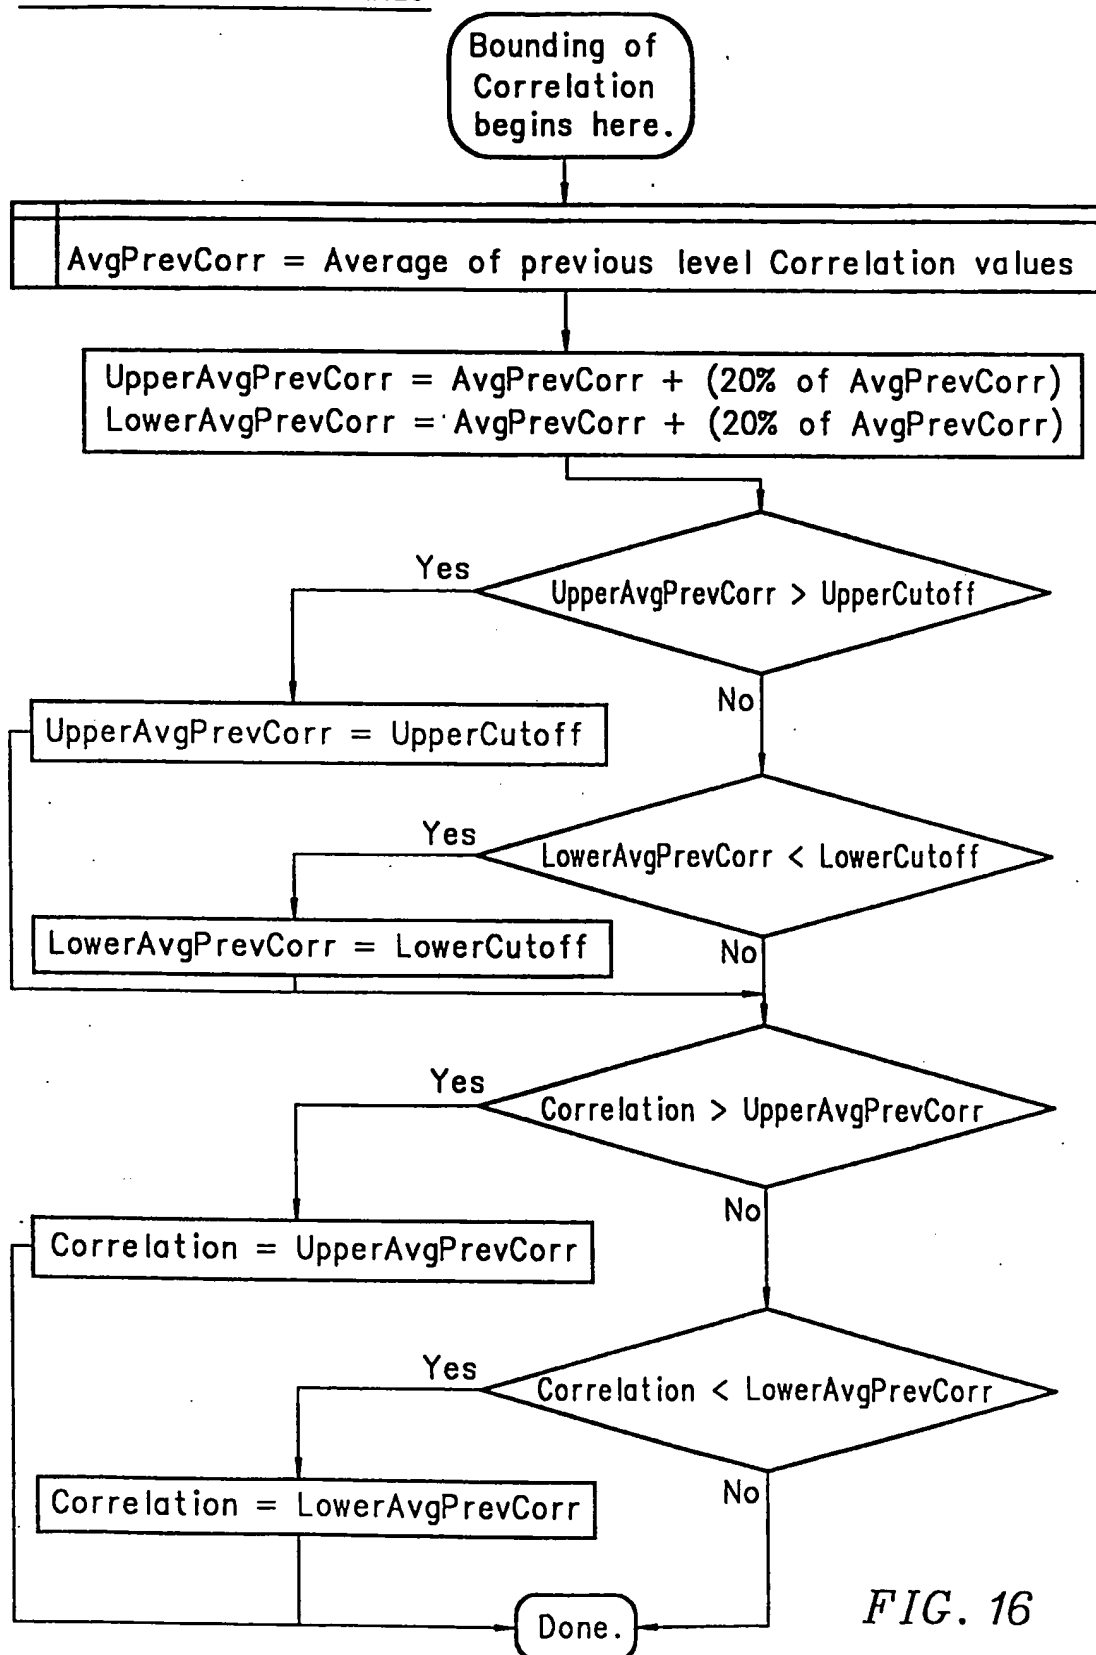 Bounding of
Correlation
begins here.
AvgPrevCorr = Average of previous level Correlation values
UpperAvgPrevCorr = AvgPrevCorr + (20% of AvgPrevCorr)
LowerAvgPrevCorr = AvgPrevCorr + (20% of AvgPrevCorr)
Yes
UpperAvgPrevCorr > UpperCutoff
No
UpperAvgPrevCorr = UpperCutoff
Yes
LowerAvgPrevCorr < LowerCutoff
No
LowerAvgPrevCorr = LowerCutoff
Yes
Correlation > UpperAvgPrevCorr
No
Correlation = UpperAvgPrevCorr
Yes
Correlation < LowerAvgPrevCorr
No
Correlation = LowerAvgPrevCorr
Done.
FIG. 16